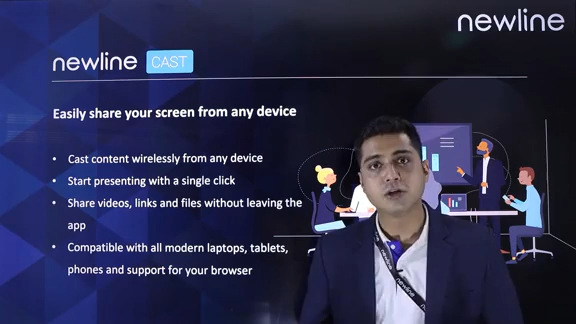 newline
newline CAST
Easily share your screen from any device
• Cast content wirelessly from any device
• Start presenting with a single click
• Share videos, links and files without leaving the
app
• Compatible with all modern laptops, tablets,
phones and support for your browser